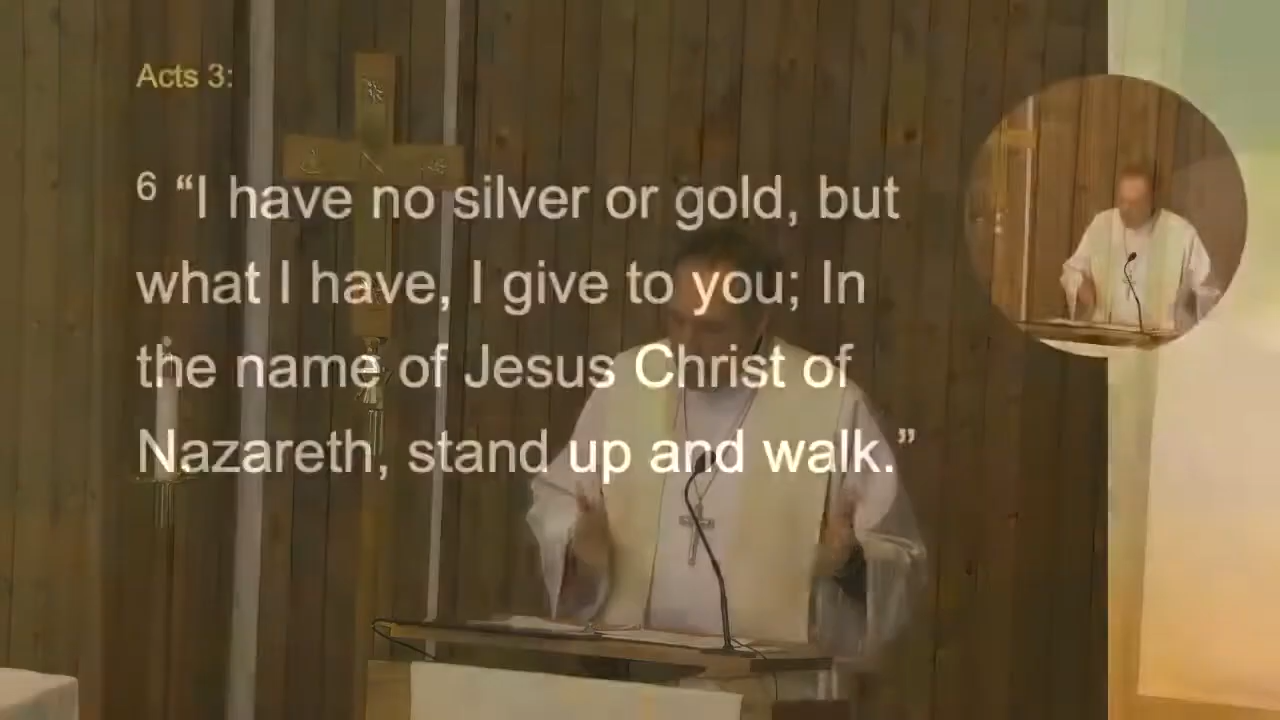 Acts 3:
6 “I have no silver or gold, but
what I have, I give to you; In
the name of Jesus Christ of
Nazareth, stand up and walk.”